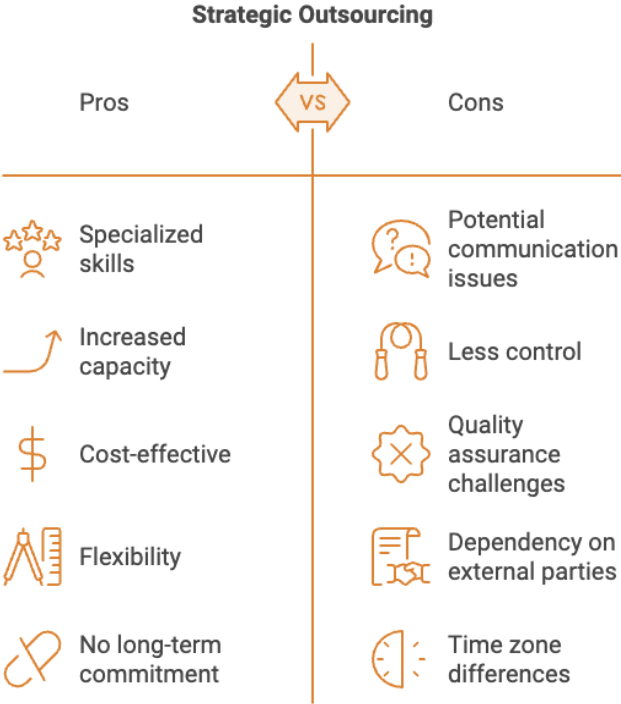 Strategic Outsourcing
Pros
VS
Cons
Specialized
skills
Potential
communication
issues
Increased
capacity
Less control
Cost-effective
Quality
assurance
challenges
Flexibility
Dependency on
external parties
No long-term
commitment
Time zone
differences